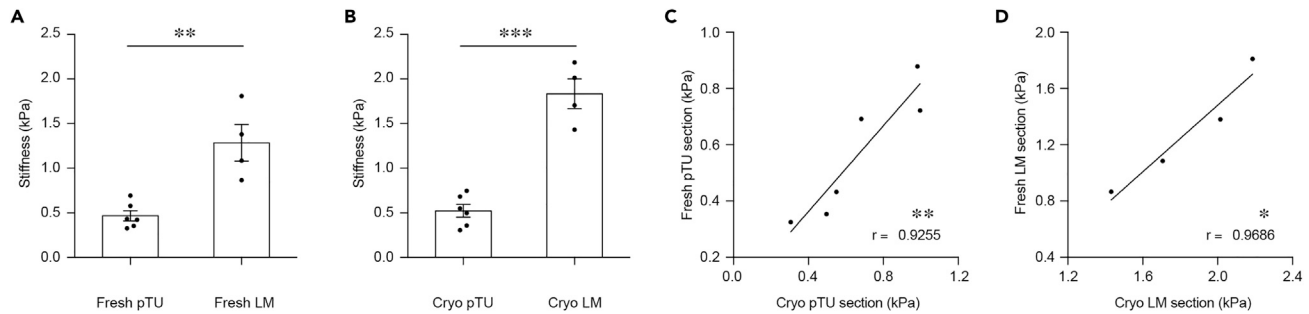 A
**
2.5
2.0
1.5
1.0
0.5
0.0
Stiffness (kPa)
Fresh pTU
Fresh LM
B
***
2.5
2.0
1.5
1.0
0.5
0.0
Stiffness (kPa)
Cryo pTU
Cryo LM
C
1.0
0.8
0.6
0.4
0.2
Fresh pTU section (kPa)
**
r = 0.9255
0.0 0.4 0.8 1.2
Cryo pTU section (kPa)
D
2.0
1.6
1.2
0.8
0.4
Fresh LM section (kPa)
*
r = 0.9686
1.2 1.6 2.0 2.4
Cryo LM section (kPa)